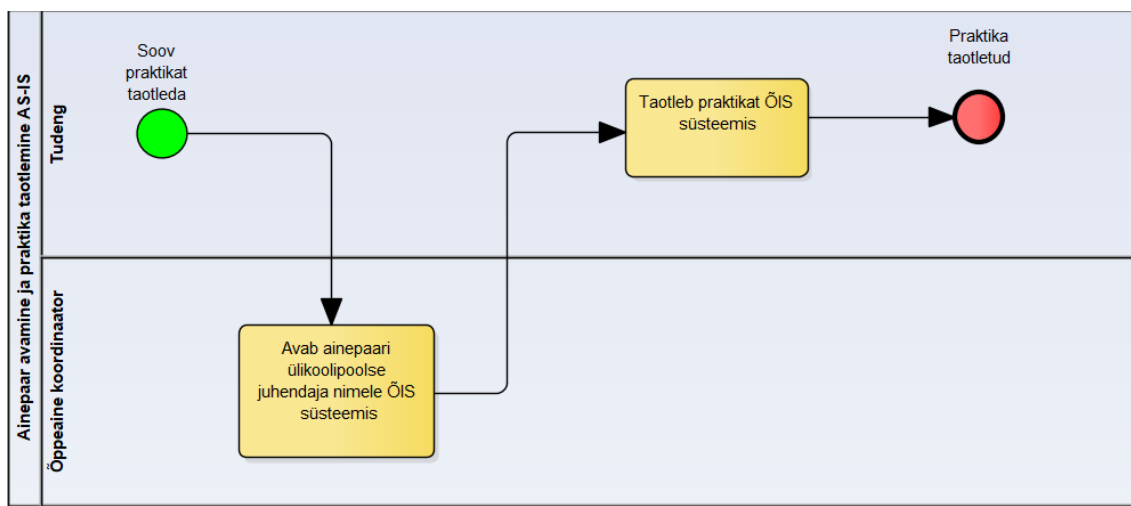 Ainepaar avamine ja praktika taotlemine AS-IS
Tudeng
Soov
praktikat
taotleda
Taotleb praktikat ÕIS
süsteemis
Praktika
taotletud
Õppeaine koordinaator
Avab ainepaari
ülikoolipoolse
juhendaja nimele ÕIS
süsteemis